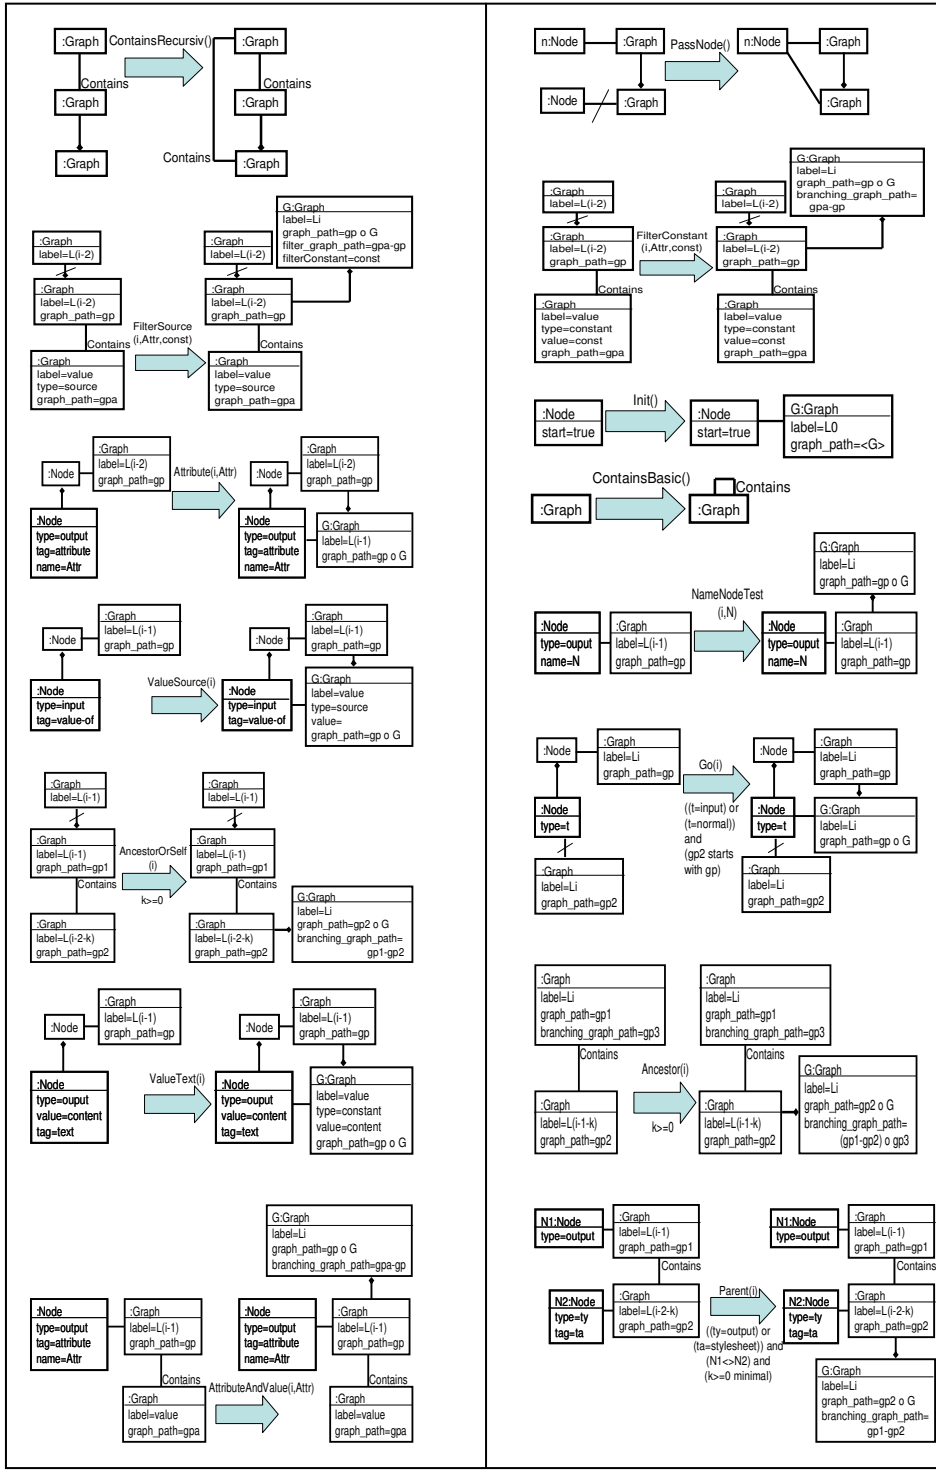 :Graph
ContainsRecursiv()
:Graph
Contains
Contains
:Graph
:Graph
:Graph
Contains
:Graph
:Graph
label=L(i-2)
:Graph
label=L(i-2)
graph_path=gp
Contains
:Graph
label=value
type=source
graph_path=gpa
FilterSource
(i,Attr,const)
:Graph
label=L(i-2)
:Graph
label=L(i-2)
graph_path=gp
Contains
:Graph
label=value
type=source
graph_path=gpa
G:Graph
label=Li
graph_path=gp o G
filter_graph_path=gpa-gp
filterConstant=const
:Node
:Graph
label=L(i-2)
graph_path=gp
:Node
type=output
tag=attribute
name=Attr
Attribute(i,Attr)
:Node
:Graph
label=L(i-2)
graph_path=gp
:Node
type=output
tag=attribute
name=Attr
G:Graph
label=L(i-1)
graph_path=gp o G
:Node
:Graph
label=L(i-1)
graph_path=gp
:Node
type=input
tag=value-of
ValueSource(i)
:Node
:Graph
label=L(i-1)
graph_path=gp
:Node
type=input
tag=value-of
G:Graph
label=value
type=source
value=
graph_path=gp o G
:Graph
label=L(i-1)
:Graph
label=L(i-1)
graph_path=gp1
Contains
:Graph
label=L(i-2-k)
graph_path=gp2
AncestorOrSelf
(i)
k>=0
:Graph
label=L(i-1)
:Graph
label=L(i-1)
graph_path=gp1
Contains
:Graph
label=L(i-2-k)
graph_path=gp2
G:Graph
label=Li
graph_path=gp2 o G
branching_graph_path=
gp1-gp2
:Node
:Graph
label=L(i-1)
graph_path=gp
:Node
type=ouput
value=content
tag=text
ValueText(i)
:Node
:Graph
label=L(i-1)
graph_path=gp
:Node
type=ouput
value=content
tag=text
G:Graph
label=value
type=constant
value=content
graph_path=gp o G
G:Graph
label=Li
graph_path=gp o G
branching_graph_path=gpa-gp
:Node
type=output
tag=attribute
name=Attr
:Graph
label=L(i-1)
graph_path=gp
Contains
:Graph
label=value
graph_path=gpa
AttributeAndValue(i,Attr)
:Node
type=output
tag=attribute
name=Attr
:Graph
label=L(i-1)
graph_path=gp
Contains
:Graph
label=value
graph_path=gpa
n:Node
:Graph
PassNode()
n:Node
:Graph
:Node
:Graph
:Graph
:Graph
label=L(i-2)
:Graph
label=L(i-2)
graph_path=gp
Contains
:Graph
label=value
type=constant
value=const
graph_path=gpa
FilterConstant
(i,Attr,const)
:Graph
label=L(i-2)
:Graph
label=L(i-2)
graph_path=gp
Contains
:Graph
label=value
type=constant
value=const
graph_path=gpa
G:Graph
label=Li
graph_path=gp o G
branching_graph_path=
gpa-gp
:Node
start=true
Init()
:Node
start=true
G:Graph
label=L0
graph_path=<G>
:Graph
ContainsBasic()
Contains
:Graph
:Node
type=ouput
name=N
:Graph
label=L(i-1)
graph_path=gp
NameNodeTest
(i,N)
G:Graph
label=Li
graph_path=gp o G
:Node
type=ouput
name=N
:Graph
label=L(i-1)
graph_path=gp
:Node
:Graph
label=Li
graph_path=gp
:Node
type=t
:Graph
label=Li
graph_path=gp2
Go(i)
((t=input) or
(t=normal))
and
(gp2 starts
with gp)
:Node
:Graph
label=Li
graph_path=gp
:Node
type=t
G:Graph
label=Li
graph_path=gp o G
:Graph
label=Li
graph_path=gp2
:Graph
label=Li
graph_path=gp1
branching_graph_path=gp3
Contains
:Graph
label=L(i-1-k)
graph_path=gp2
Ancestor(i)
k>=0
:Graph
label=Li
graph_path=gp1
branching_graph_path=gp3
Contains
:Graph
label=L(i-1-k)
graph_path=gp2
G:Graph
label=Li
graph_path=gp2 o G
branching_graph_path=
(gp1-gp2) o gp3
N1:Node
type=output
:Graph
label=L(i-1)
graph_path=gp1
Contains
N2:Node
type=ty
tag=ta
:Graph
label=L(i-2-k)
graph_path=gp2
Parent(i)
((ty=output) or
(ta=stylesheet)) and
(N1<>N2) and
(k>=0 minimal)
N1:Node
type=output
:Graph
label=L(i-1)
graph_path=gp1
Contains
N2:Node
type=ty
tag=ta
:Graph
label=L(i-2-k)
graph_path=gp2
G:Graph
label=Li
graph_path=gp2 o G
branching_graph_path=
gp1-gp2